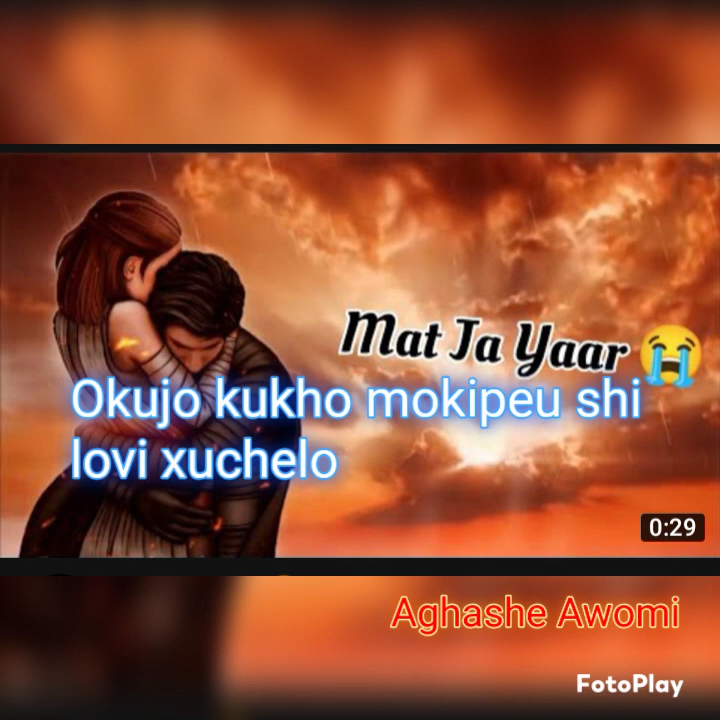 Mat Ja Yaar 😭
Okujo kukho mokipeu shi
lovi xuchelo
0:29
Aghashe Awomi
FotoPlay